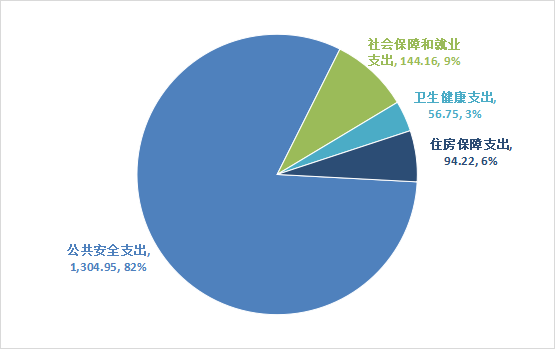 社会保障和就业
支出, 144.16, 9%
卫生健康支出,
56.75, 3%
住房保障支出,
94.22, 6%
公共安全支出,
1,304.95, 82%